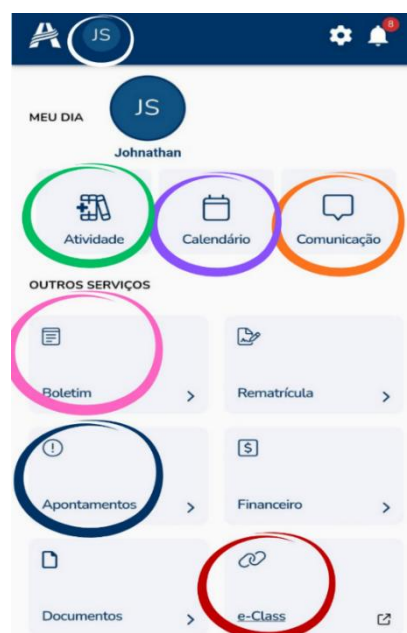 JS
8
MEU DIA
JS
Johnathan
Atividade
Calendário
Comunicação
OUTROS SERVIÇOS
Boletim
Rematrícula
Apontamentos
Financeiro
Documentos
e-Class